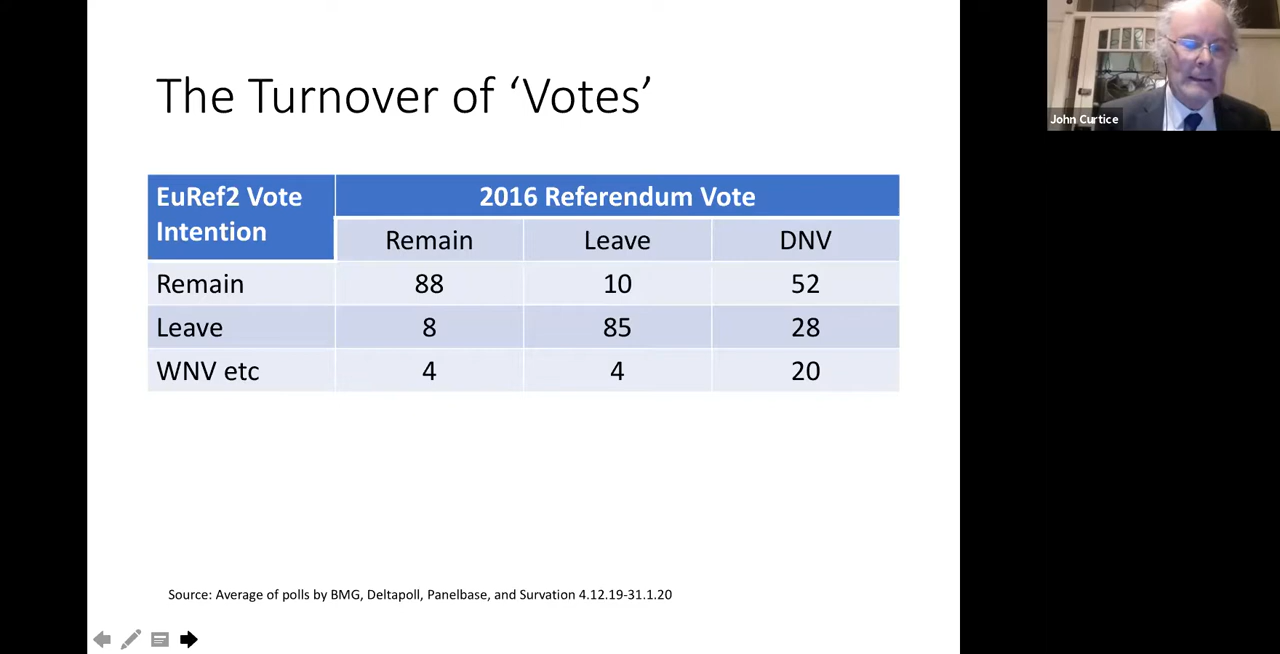 The Turnover of ‘Votes’
EuRef2 Vote Intention
2016 Referendum Vote
Remain Leave DNV
Remain 88 10 52
Leave 8 85 28
WNV etc 4 4 20
Source: Average of polls by BMG, Deltapoll, Panelbase, and Survation 4.12.19-31.1.20
John Curtice